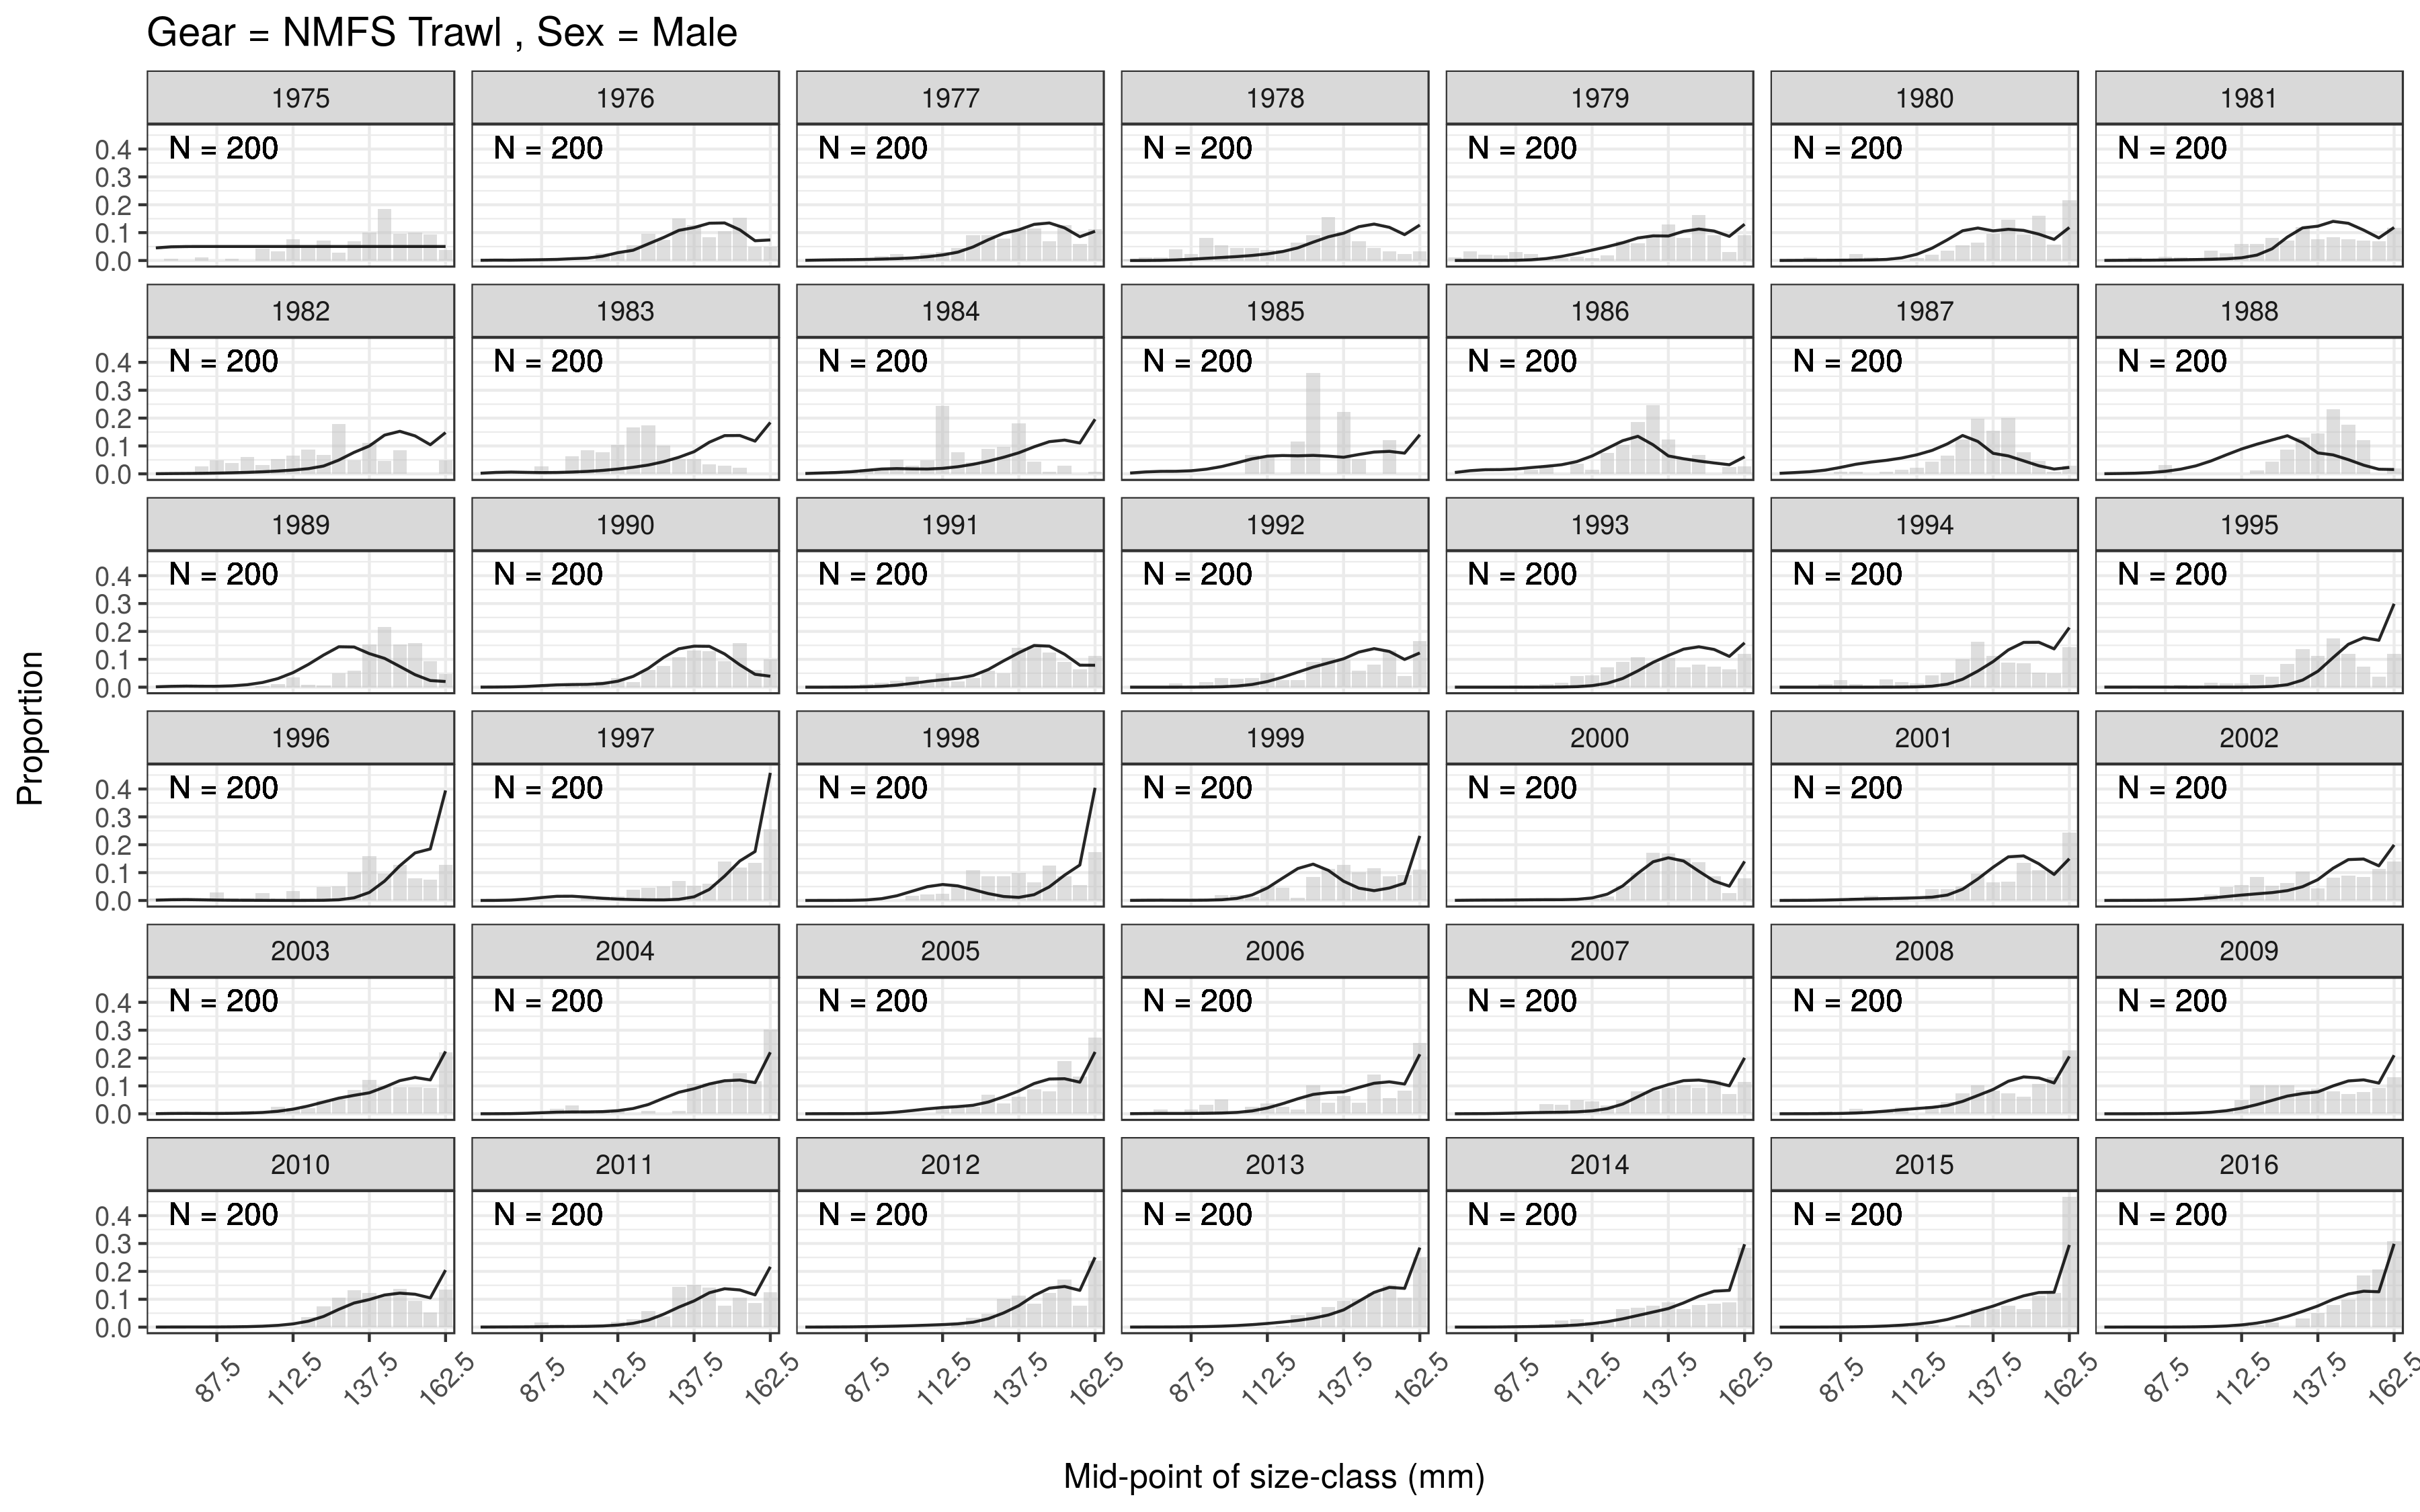 Gear = NMFS Trawl , Sex = Male
1975 1976 1977 1978 1979 1980 1981
N = 200 N = 200 N = 200 N = 200 N = 200 N = 200 N = 200
0.4
0.3
0.2
0.1
0.0
1982 1983 1984 1985 1986 1987 1988
N = 200 N = 200 N = 200 N = 200 N = 200 N = 200 N = 200
0.4
0.3
0.2
0.1
0.0
1989 1990 1991 1992 1993 1994 1995
N = 200 N = 200 N = 200 N = 200 N = 200 N = 200 N = 200
0.4
0.3
0.2
0.1
0.0
Proportion
1996 1997 1998 1999 2000 2001 2002
N = 200 N = 200 N = 200 N = 200 N = 200 N = 200 N = 200
0.4
0.3
0.2
0.1
0.0
2003 2004 2005 2006 2007 2008 2009
N = 200 N = 200 N = 200 N = 200 N = 200 N = 200 N = 200
0.4
0.3
0.2
0.1
0.0
2010 2011 2012 2013 2014 2015 2016
N = 200 N = 200 N = 200 N = 200 N = 200 N = 200 N = 200
0.4
0.3
0.2
0.1
0.0
87.5 112.5 137.5 162.5 87.5 112.5 137.5 162.5 87.5 112.5 137.5 162.5 87.5 112.5 137.5 162.5 87.5 112.5 137.5 162.5 87.5 112.5 137.5 162.5 87.5 112.5 137.5 162.5
Mid-point of size-class (mm)